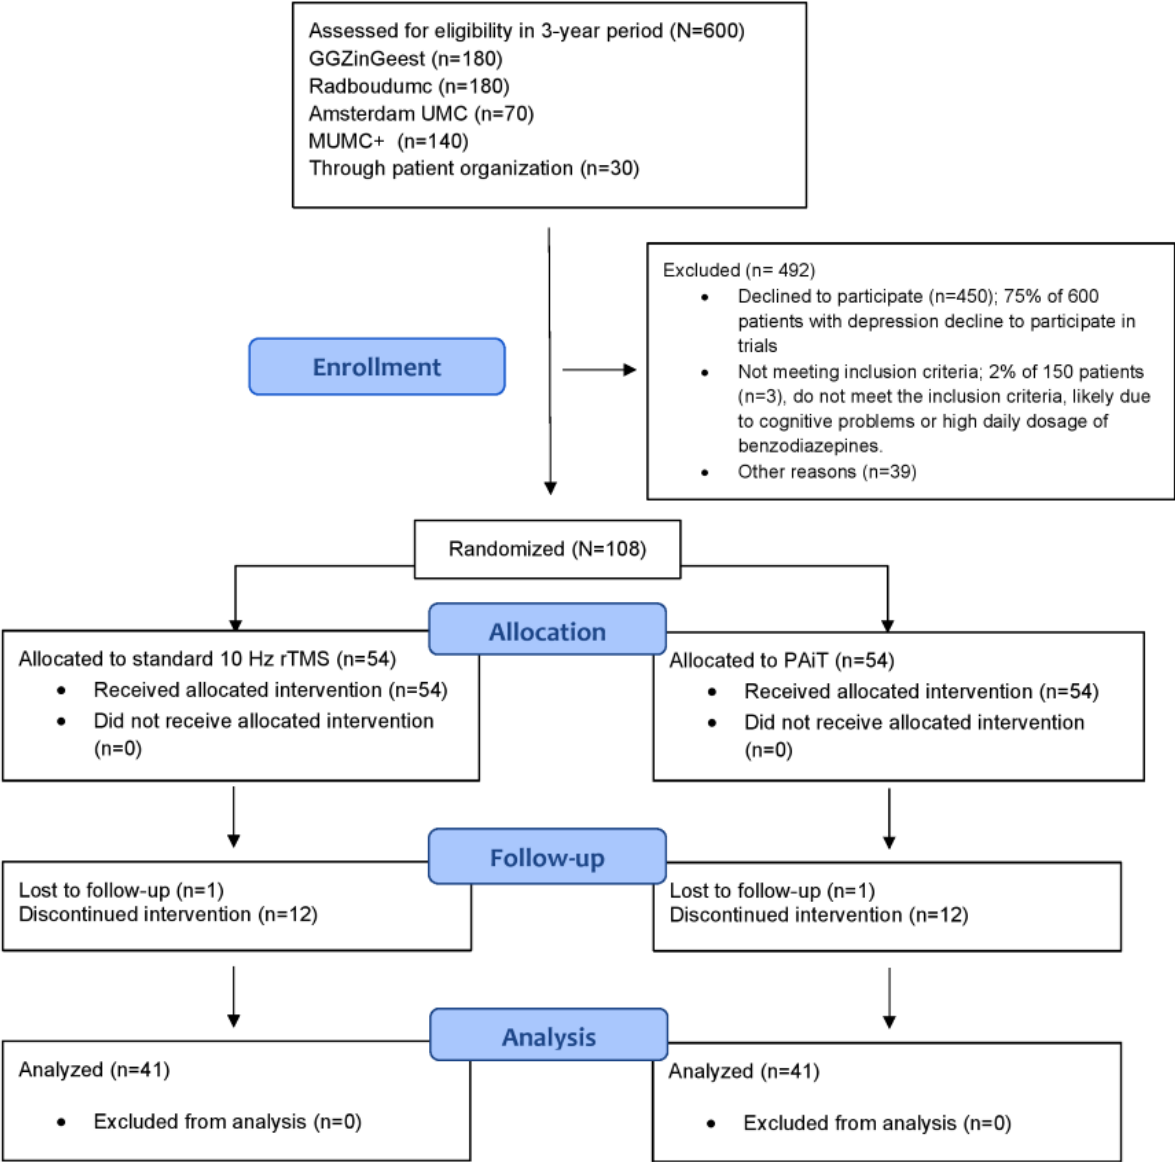 Assessed for eligibility in 3-year period (N=600)
GGZinGeest (n=180)
Radboudumc (n=180)
Amsterdam UMC (n=70)
MUMC+  (n=140)
Through patient organization (n=30)
Excluded (n= 492)
• Declined to participate (n=450); 75% of 600
patients with depression decline to participate in
trials
• Not meeting inclusion criteria; 2% of 150 patients
(n=3), do not meet the inclusion criteria, likely due
to cognitive problems or high daily dosage of
benzodiazepines.
• Other reasons (n=39)
Enrollment
Randomized (N=108)
Allocation
Allocated to standard 10 Hz rTMS (n=54)
• Received allocated intervention (n=54)
• Did not receive allocated intervention
(n=0)
Allocated to PAiT (n=54)
• Received allocated intervention (n=54)
• Did not receive allocated intervention
(n=0)
Follow-up
Lost to follow-up (n=1)
Discontinued intervention (n=12)
Lost to follow-up (n=1)
Discontinued intervention (n=12)
Analysis
Analyzed (n=41)
• Excluded from analysis (n=0)
Analyzed (n=41)
• Excluded from analysis (n=0)